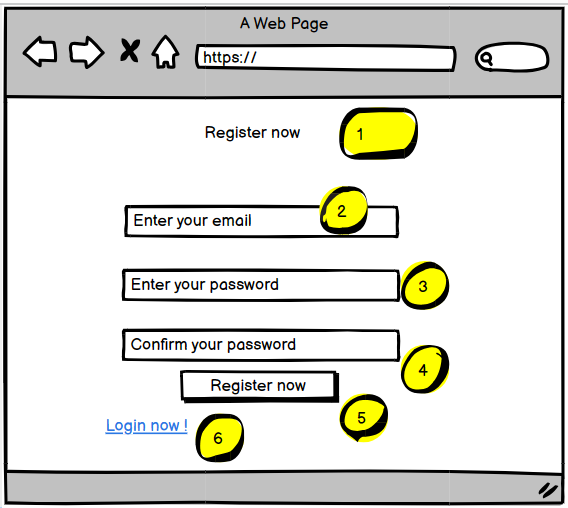 A Web Page
https://
Register now 1
2
Enter your email
Enter your password 3
Confirm your password
4
Register now
5
Login now ! 6